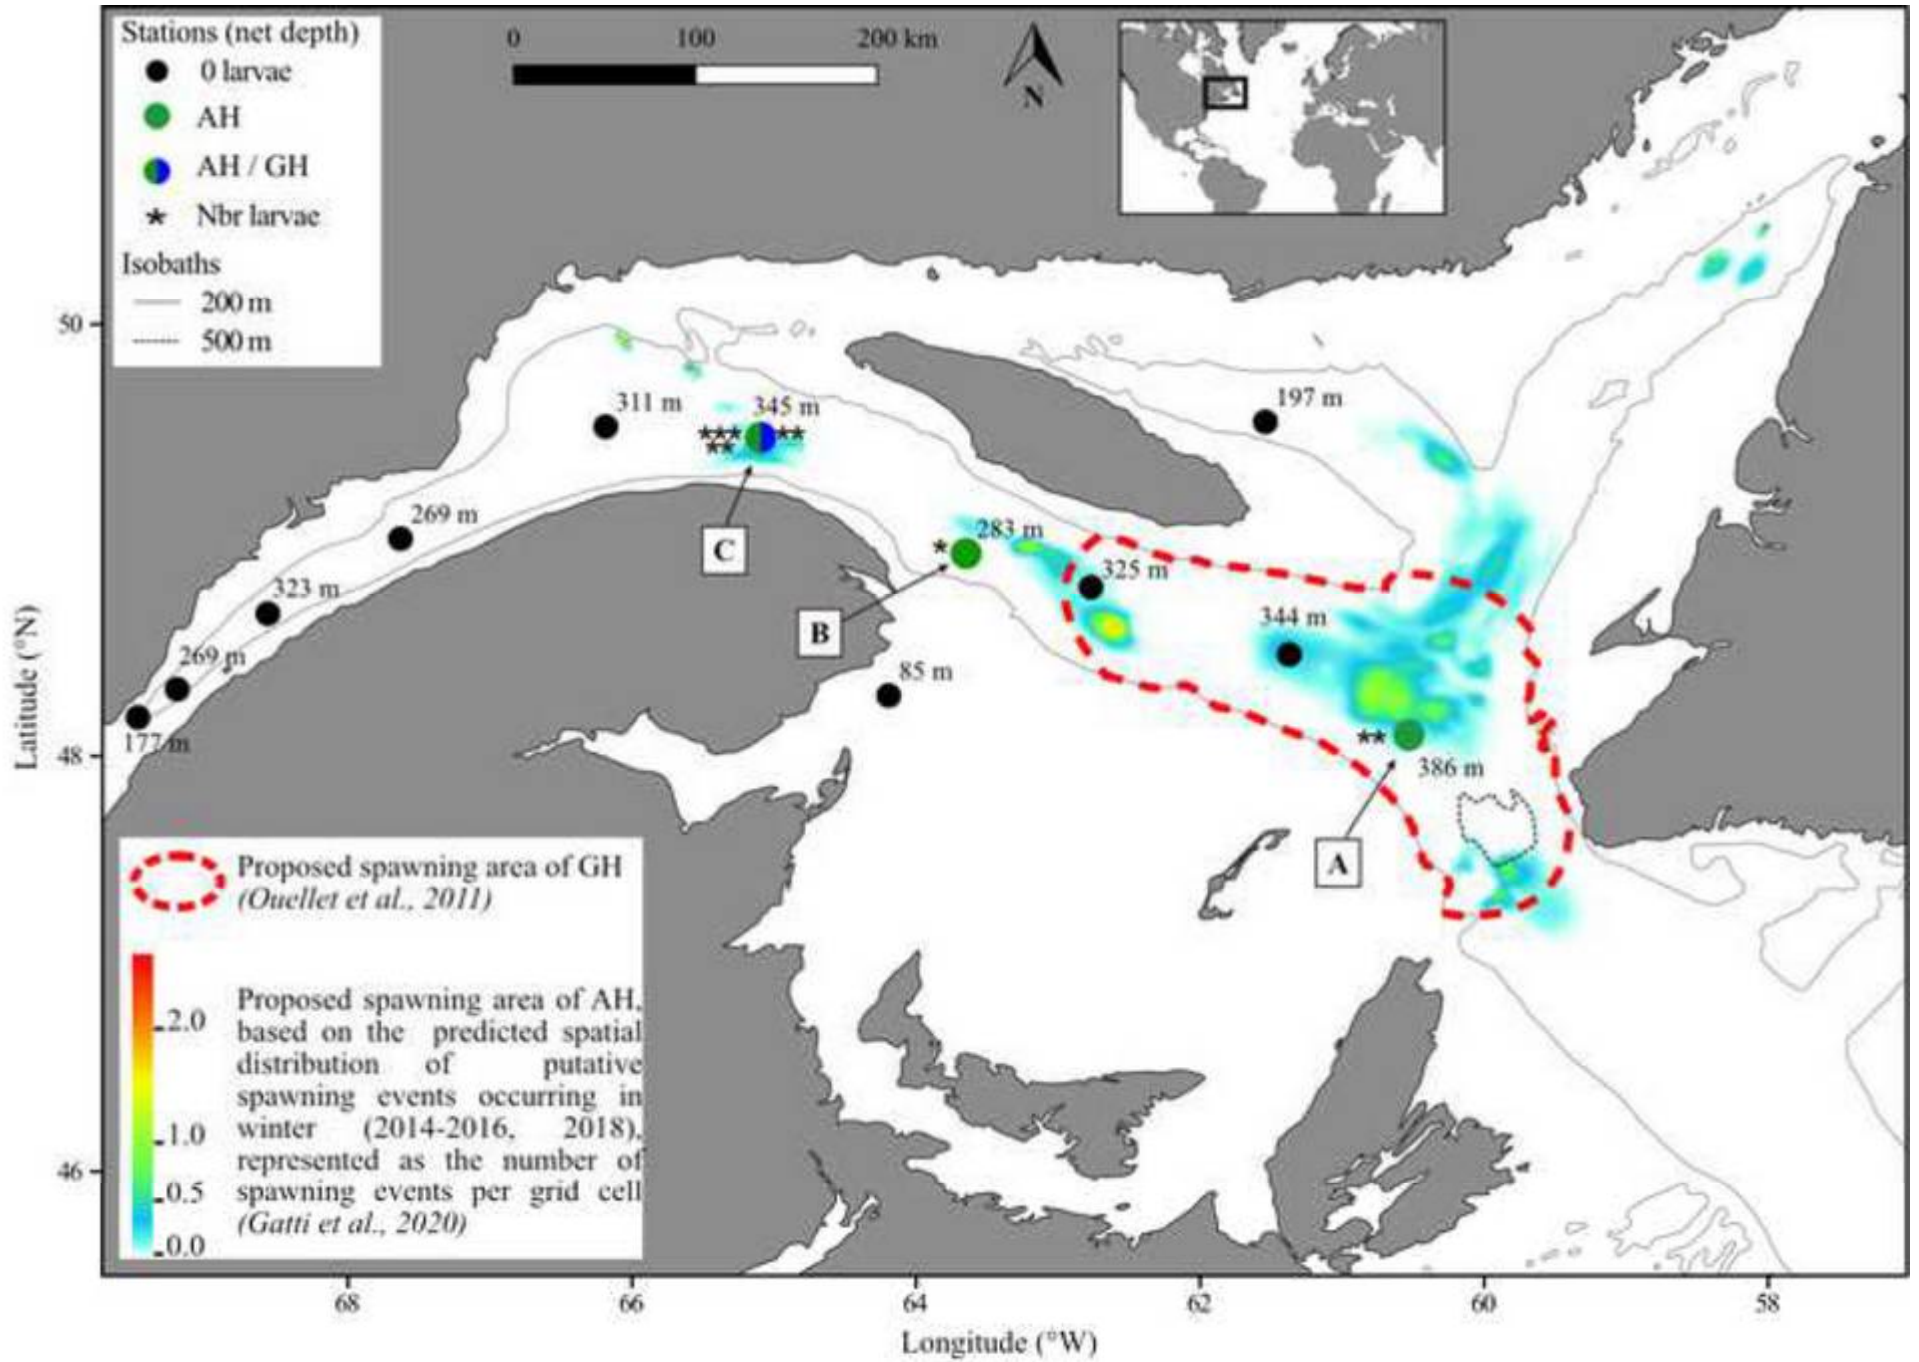 Stations (net depth)
0 larvae
AH
AH / GH
* Nbr larvae
Isobaths
200 m
500 m
0 100 200 km
N
50
48
46
Latitude (°N)
311 m
345 m
*** **
**
197 m
269 m
C
283 m
*
325 m
323 m
B
344 m
269 m
85 m
177 m
**
386 m
A
Proposed spawning area of GH
(Ouellet et al., 2011)
2.0
1.0
0.5
0.0
Proposed spawning area of AH,
based on the predicted spatial
distribution of putative
spawning events occurring in
winter (2014-2016, 2018),
represented as the number of
spawning events per grid cell
(Gatti et al., 2020)
68 66 64 62 60 58
Longitude (°W)